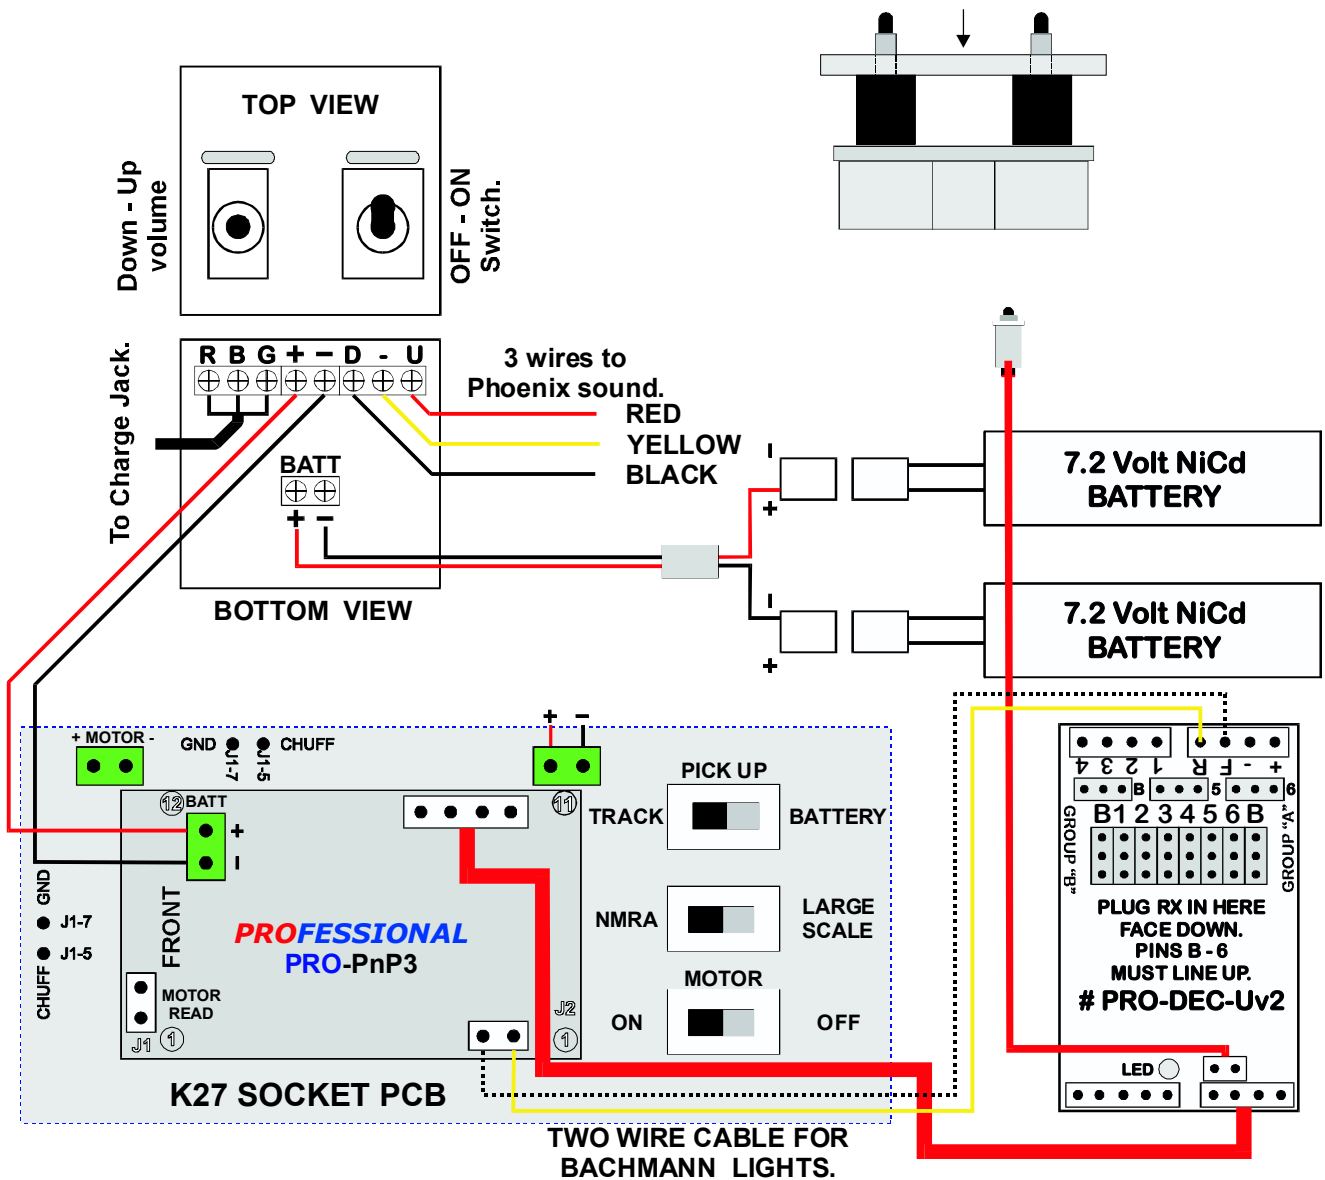 TOP VIEW
Down - Up
volume
OFF - ON
Switch.
R B G + − D - U
To Charge Jack.
3 wires to
Phoenix sound.
RED
YELLOW
BLACK
BATT
+ −
BOTTOM VIEW
-
+
7.2 Volt NiCd
BATTERY
-
+
7.2 Volt NiCd
BATTERY
+ MOTOR -
GND
J1-7
J1-5
CHUFF
+ −
12
BATT
+
-
11
FRONT
GND
J1-7
J1-5
CHUFF
PROFESSIONAL
PRO-PnP3
MOTOR
READ
J1
1
J2
1
K27 SOCKET PCB
PICK UP
TRACK
BATTERY
NMRA
LARGE
SCALE
MOTOR
ON
OFF
TWO WIRE CABLE FOR
BACHMANN LIGHTS.
4 3 2 1 R F - +
B 5 6
B1 2 3 4 5 6 B
GROUP "B"
GROUP "A"
PLUG RX IN HERE
FACE DOWN.
PINS B - 6
MUST LINE UP.
# PRO-DEC-Uv2
LED